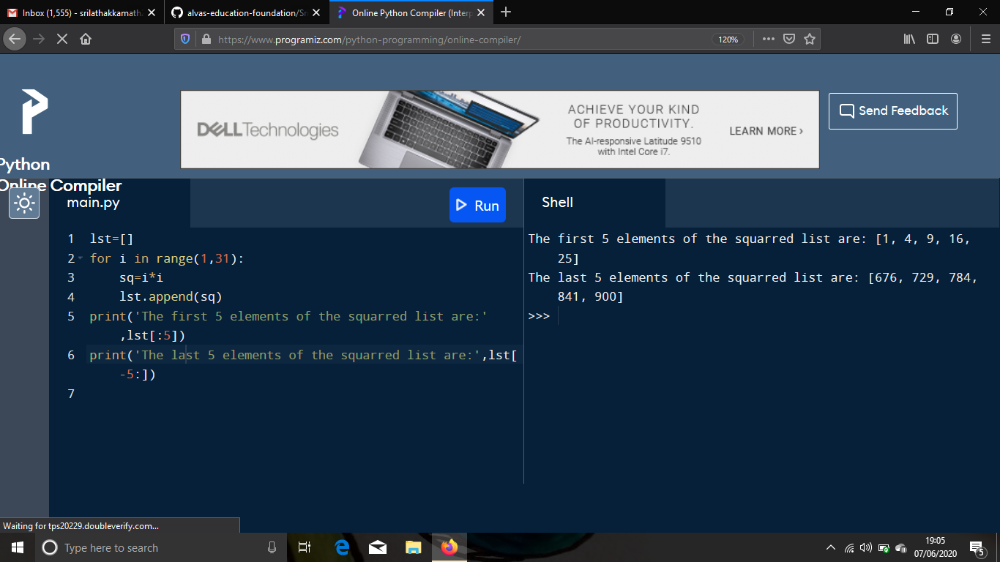 Inbox (1,555) - srilathakkamath
alvas-education-foundation/Sr
Online Python Compiler (Interp
https://www.programiz.com/python-programming/online-compiler/
120%
DELL Technologies
ACHIEVE YOUR KIND
OF PRODUCTIVITY.
The AI-responsive Latitude 9510
with Intel Core i7.
LEARN MORE ›
Send Feedback
Python
Online Compiler
main.py
Run
Shell
1 lst=[]
2 for i in range(1,31):
3     sq=i*i
4     lst.append(sq)
5 print('The first 5 elements of the squarred list are:'
,lst[:5])
6 print('The last 5 elements of the squarred list are:',lst[
-5:])
7
The first 5 elements of the squarred list are: [1, 4, 9, 16,
25]
The last 5 elements of the squarred list are: [676, 729, 784,
841, 900]
>>>
Waiting for tps20229.doubleverify.com...
Type here to search
19:05
07/06/2020
5